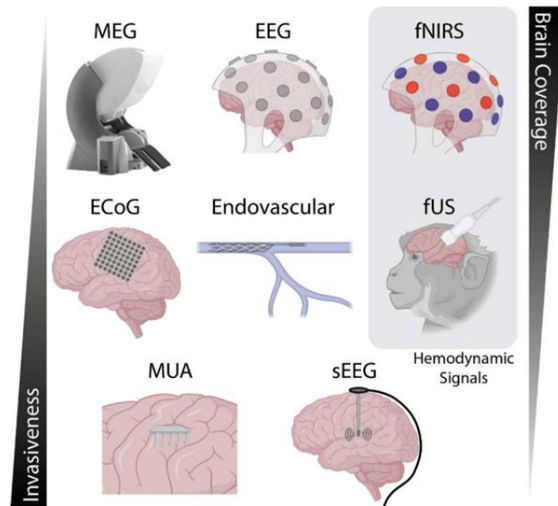 MEG
EEG
fNIRS
ECoG
Endovascular
fUS
Hemodynamic
Signals
MUA
sEEG
Invasiveness
Brain Coverage